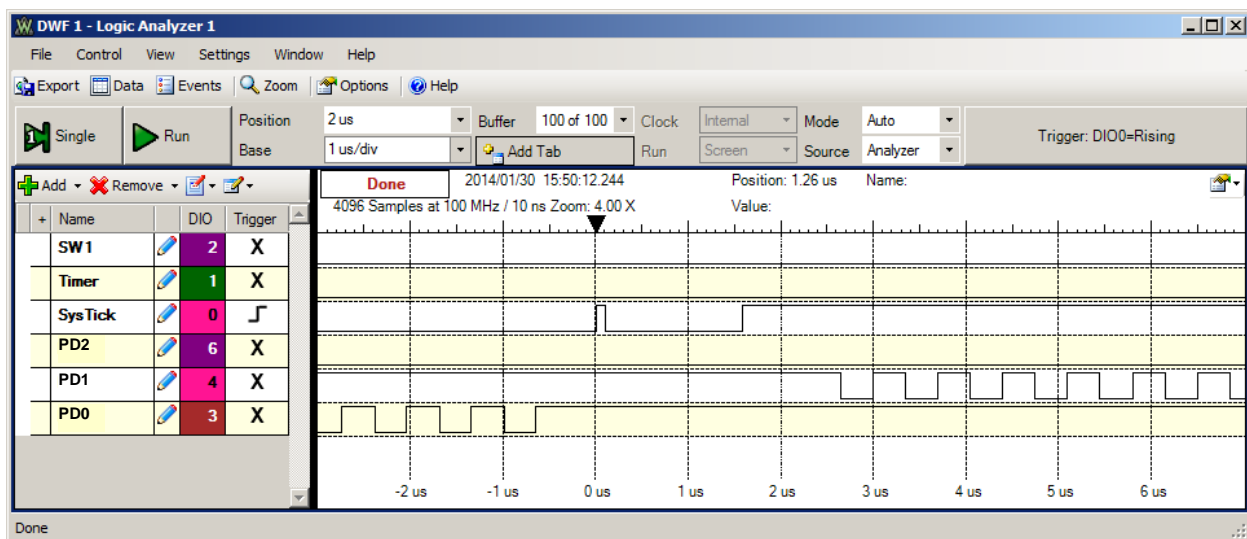 DWF 1 - Logic Analyzer 1
File Control View Settings Window Help
Export Data Events Zoom Options Help
Single Run Position 2 us Buffer 100 of 100 Clock Internal Mode Auto Trigger: DIO0=Rising
Base 1 us/div Add Tab Run Screen Source Analyzer
Add Remove Done 2014/01/30 15:50:12.244 Position: 1.26 us Name:
4096 Samples at 100 MHz / 10 ns Zoom: 4.00 X Value:
+ Name DIO Trigger
SW1 2 X
Timer 1 X
SysTick 0
PD2 6 X
PD1 4 X
PD0 3 X
-2 us -1 us 0 us 1 us 2 us 3 us 4 us 5 us 6 us
Done